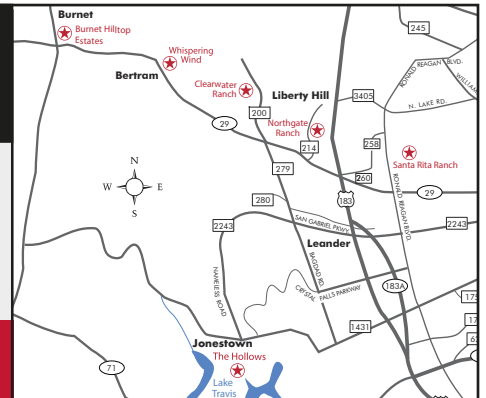 Burnet
Burnet Hilltop
Estates
Whispering
Wind
Bertram
Clearwater
Ranch
Liberty Hill
Northgate
Ranch
245
RONALD REAGAN BLVD.
3405
N. LAKE RD.
200
29
214
258
Santa Rita Ranch
279
260
29
N
W
E
S
183
280
2243
SAN GABRIEL PKWY.
2243
RONALD REAGAN BLVD.
Leander
BAGDAD RD.
NAMELESS ROAD
CRYSTAL FALLS PARKWAY
183A
1431
Jonestown
The Hollows
71
Lake
Travis